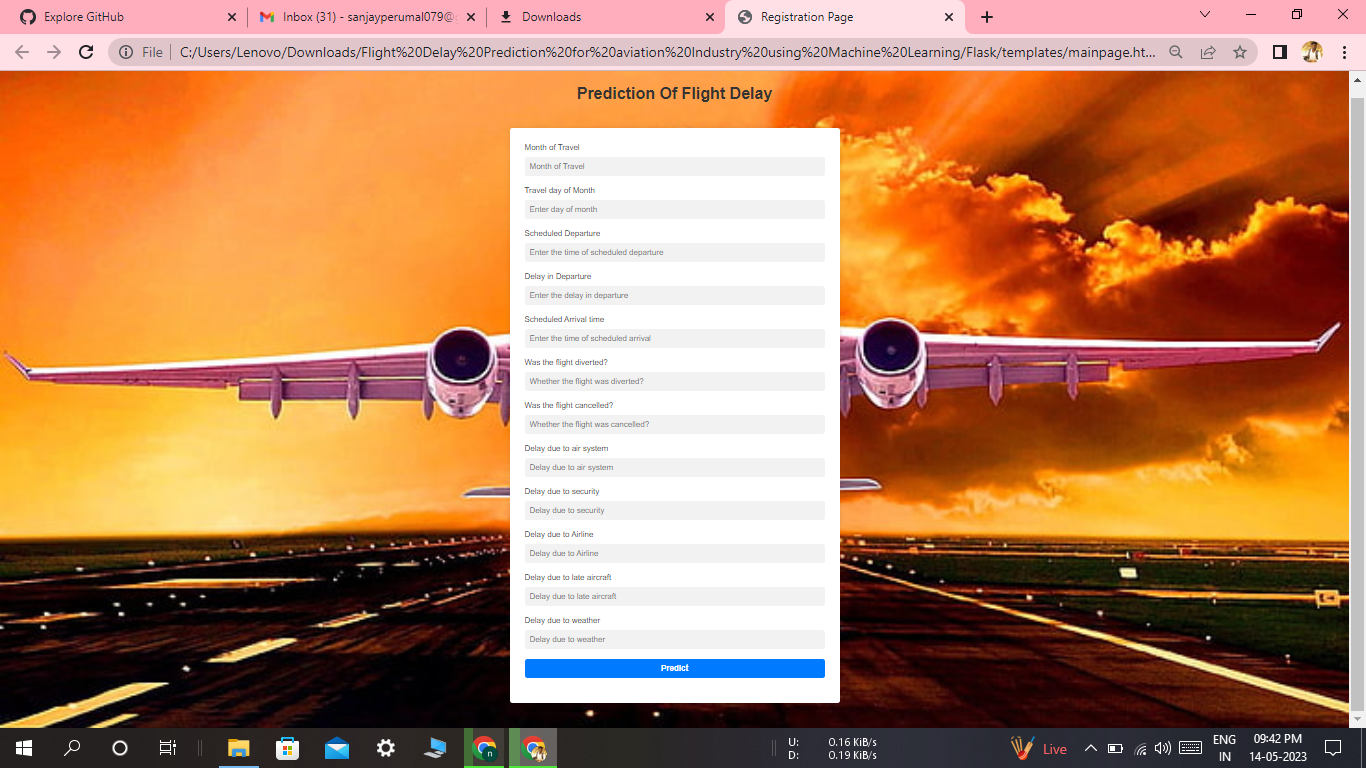 Explore GitHub
Inbox (31) - sanjayperumal079@
Downloads
Registration Page
File
C:/Users/Lenovo/Downloads/Flight%20Delay%20Prediction%20for%20aviation%20Industry%20using%20Machine%20Learning/Flask/templates/mainpage.ht...
Prediction Of Flight Delay
Month of Travel
Month of Travel
Travel day of Month
Enter day of month
Scheduled Departure
Enter the time of scheduled departure
Delay in Departure
Enter the delay in departure
Scheduled Arrival time
Enter the time of scheduled arrival
Was the flight diverted?
Whether the flight was diverted?
Was the flight cancelled?
Whether the flight was cancelled?
Delay due to air system
Delay due to air system
Delay due to security
Delay due to security
Delay due to Airline
Delay due to Airline
Delay due to late aircraft
Delay due to late aircraft
Delay due to weather
Delay due to weather
Predict
U: 0.16 KiB/s
D: 0.19 KiB/s
Live
ENG
IN
09:42 PM
14-05-2023